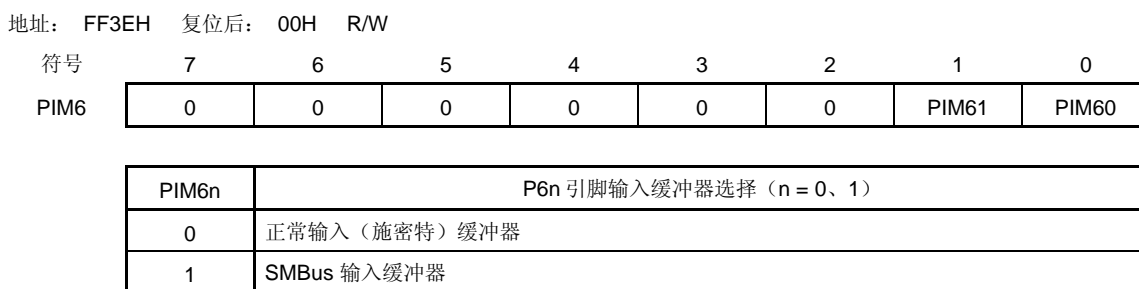 地址： FF3EH 复位后： 00H R/W
符号 7 6 5 4 3 2 1 0
PIM6 0 0 0 0 0 0 PIM61 PIM60
PIM6n P6n 引脚输入缓冲器选择（n = 0、1）
0 正常输入（施密特）缓冲器
1 SMBus 输入缓冲器